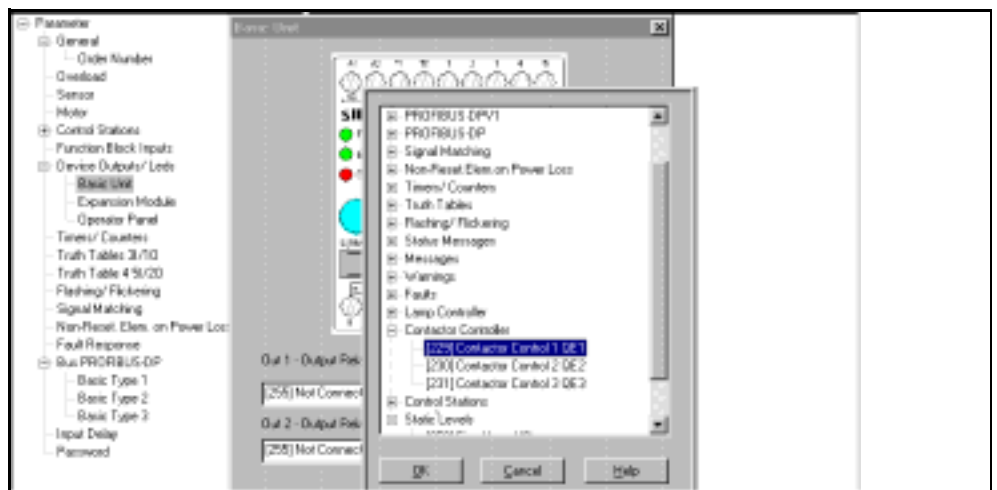 Parameter
General
Order Number
Overload
Sensor
Motor
Control Stations
Function Block Inputs
Device Outputs/ Leds
Basic Unit
Expansion Module
Operator Panel
Timers/ Counters
Truth Tables 3I/1O
Truth Table 4 5I/2O
Flashing/ Flickering
Signal Matching
Non-Reset. Elem. on Power Los
Fault Response
Bus PROFIBUS-DP
Basic Type 1
Basic Type 2
Basic Type 3
Input Delay
Password
Basic Unit
A1 A2
SII
Out 1 - Output Rel
[255] Not Connect
Out 2 - Output Rel
[255] Not Connect
PROFIBUS-DPV1
PROFIBUS-DP
Signal Matching
Non-Reset Elem. on Power Loss
Timers/ Counters
Truth Tables
Flashing/ Flickering
Status Messages
Messages
Warnings
Faults
Lamp Controller
Contactor Controller
[229] Contactor Control 1 QE1
[230] Contactor Control 2 QE2
[231] Contactor Control 3 QE3
Control Stations
Static Levels
OK Cancel Help